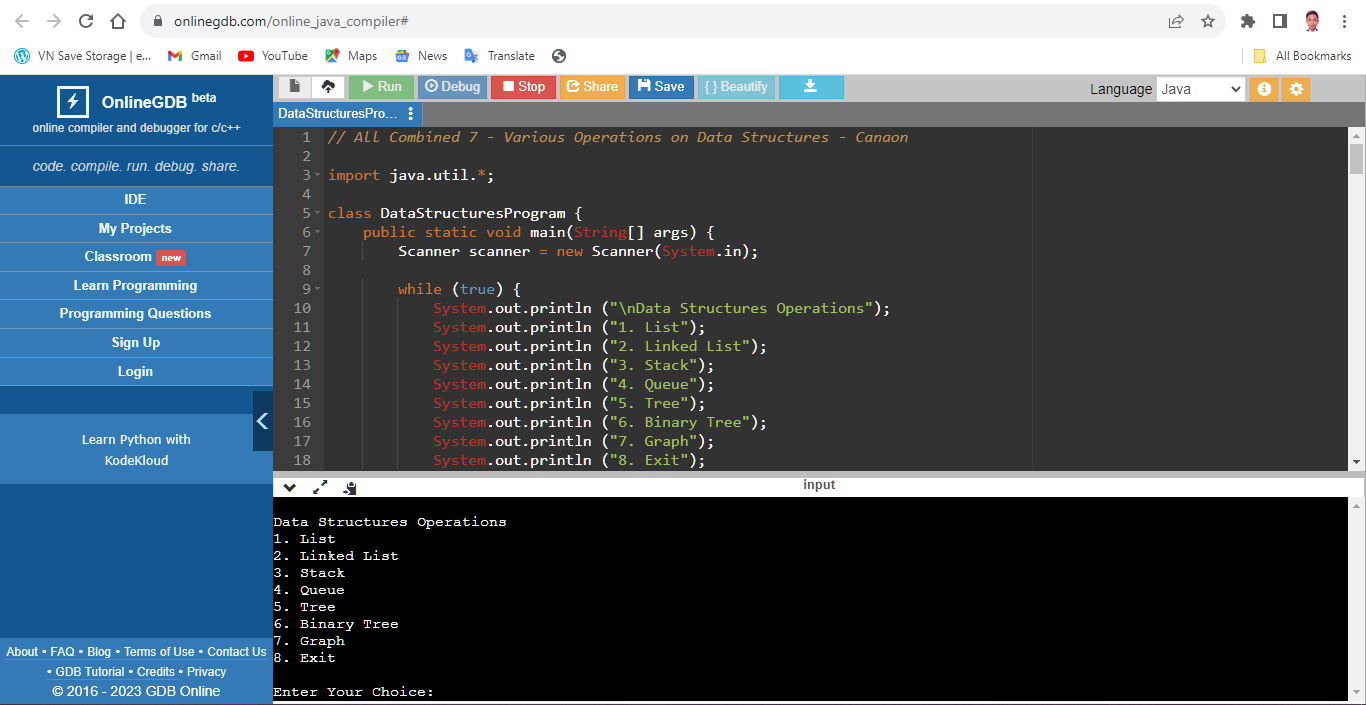 onlinegdb.com/online_java_compiler#
VN Save Storage | e... Gmail YouTube Maps News Translate All Bookmarks
OnlineGDB beta
online compiler and debugger for c/c++
code. compile. run. debug. share.
IDE
My Projects
Classroom new
Learn Programming
Programming Questions
Sign Up
Login
Learn Python with
KodeKloud
About • FAQ • Blog • Terms of Use • Contact Us
• GDB Tutorial • Credits • Privacy
© 2016 - 2023 GDB Online
Run Debug Stop Share Save { } Beautify Language Java
DataStructuresPro...
1 // All Combined 7 - Various Operations on Data Structures - Canaon
2
3 import java.util.*;
4
5 class DataStructuresProgram {
6 public static void main(String[] args) {
7 Scanner scanner = new Scanner(System.in);
8
9 while (true) {
10 System.out.println ("\nData Structures Operations");
11 System.out.println ("1. List");
12 System.out.println ("2. Linked List");
13 System.out.println ("3. Stack");
14 System.out.println ("4. Queue");
15 System.out.println ("5. Tree");
16 System.out.println ("6. Binary Tree");
17 System.out.println ("7. Graph");
18 System.out.println ("8. Exit");
input
Data Structures Operations
1. List
2. Linked List
3. Stack
4. Queue
5. Tree
6. Binary Tree
7. Graph
8. Exit
Enter Your Choice: